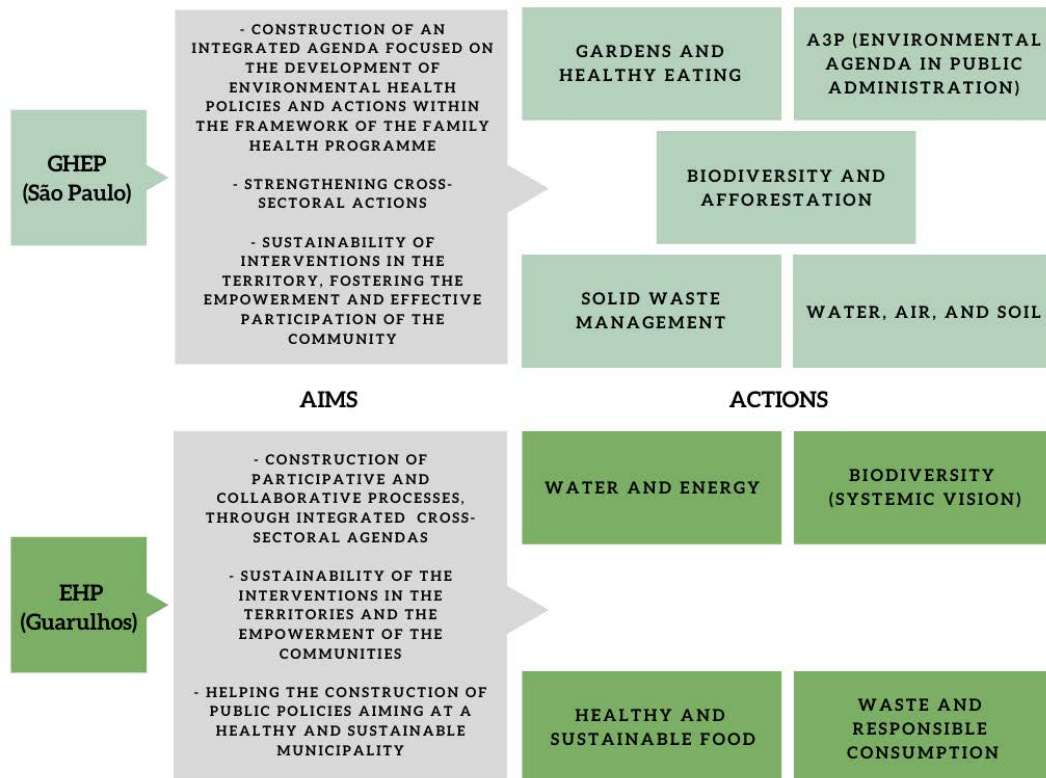 GHEP
(São Paulo)
- CONSTRUCTION OF AN
INTEGRATED AGENDA FOCUSED ON
THE DEVELOPMENT OF
ENVIRONMENTAL HEALTH
POLICIES AND ACTIONS WITHIN
THE FRAMEWORK OF THE FAMILY
HEALTH PROGRAMME
- STRENGTHENING CROSS-
SECTORAL ACTIONS
- SUSTAINABILITY OF
INTERVENTIONS IN THE
TERRITORY, FOSTERING THE
EMPOWERMENT AND EFFECTIVE
PARTICIPATION OF THE
COMMUNITY
GARDENS AND
HEALTHY EATING
A3P (ENVIRONMENTAL
AGENDA IN PUBLIC
ADMINISTRATION)
BIODIVERSITY AND
AFFORESTATION
SOLID WASTE
MANAGEMENT
WATER, AIR, AND SOIL
AIMS
ACTIONS
EHP
(Guarulhos)
- CONSTRUCTION OF
PARTICIPATIVE AND
COLLABORATIVE PROCESSES,
THROUGH INTEGRATED CROSS-
SECTORAL AGENDAS
- SUSTAINABILITY OF THE
INTERVENTIONS IN THE
TERRITORIES AND THE
EMPOWERMENT OF THE
COMMUNITIES
- HELPING THE CONSTRUCTION OF
PUBLIC POLICIES AIMING AT A
HEALTHY AND SUSTAINABLE
MUNICIPALITY
WATER AND ENERGY
BIODIVERSITY
(SYSTEMIC VISION)
HEALTHY AND
SUSTAINABLE FOOD
WASTE AND
RESPONSIBLE
CONSUMPTION